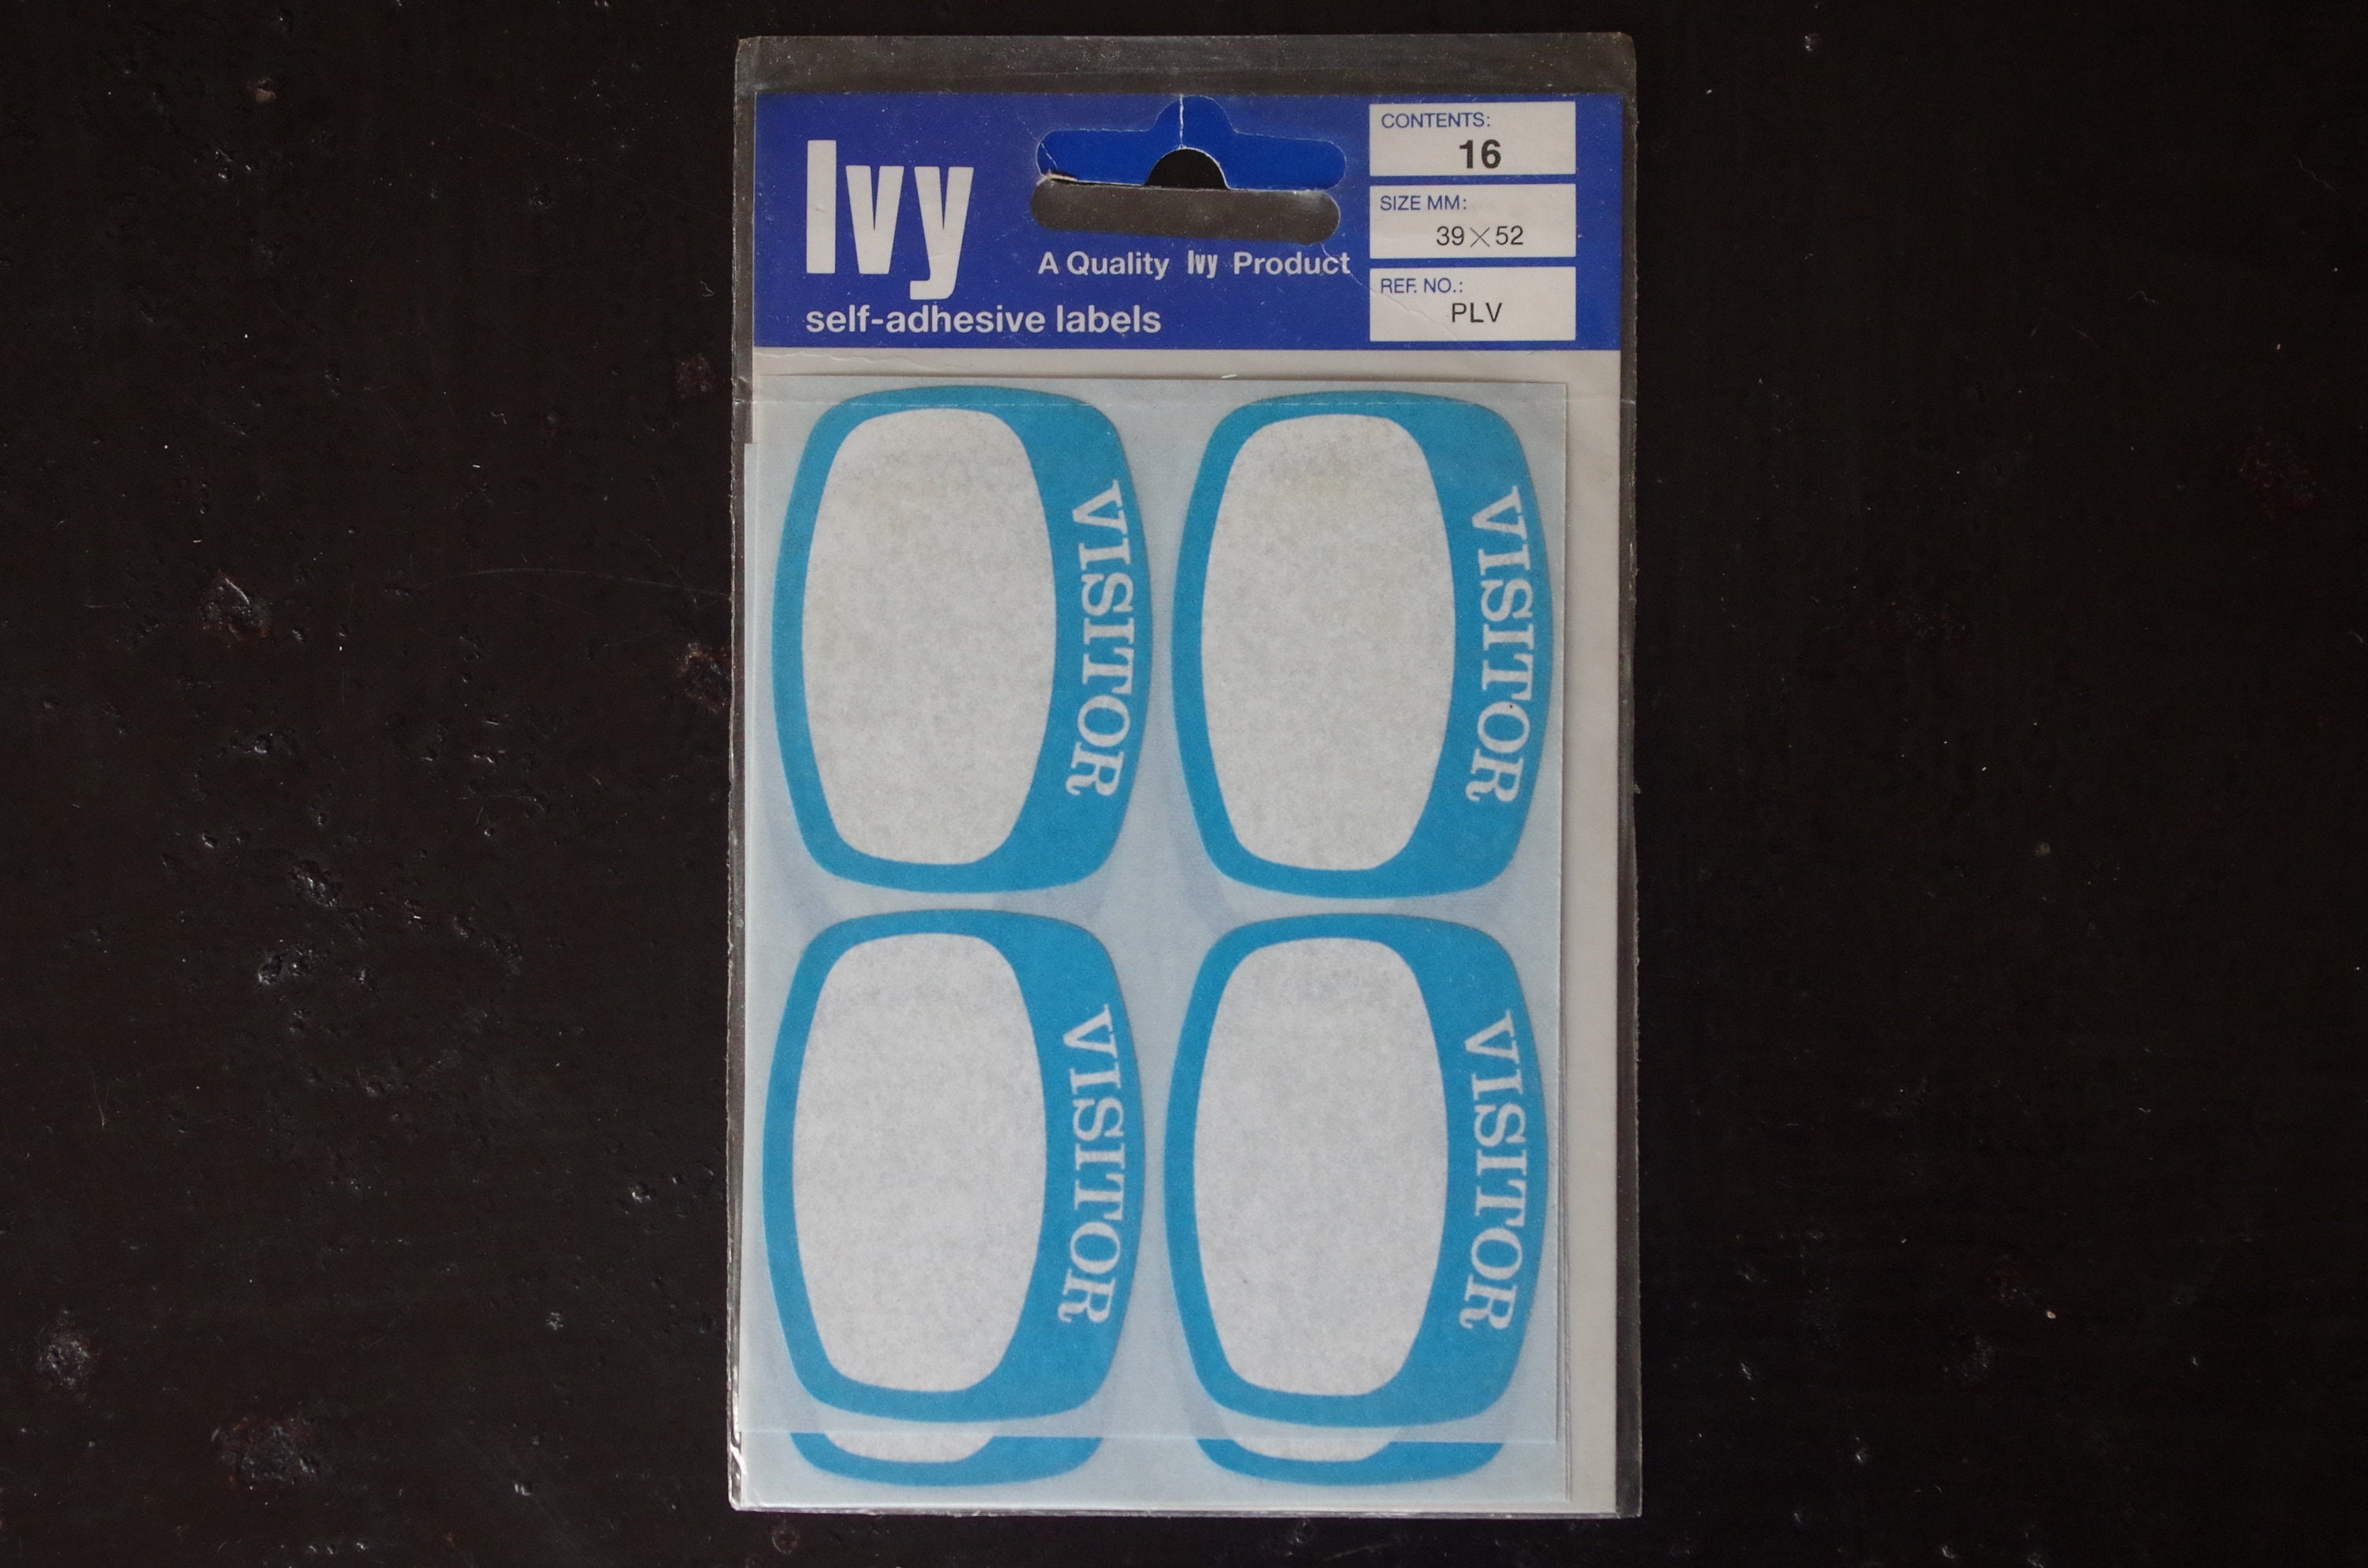 Ivy
self-adhesive labels
A Quality Ivy Product
CONTENTS:
16
SIZE MM:
39×52
REF. NO.:
PLV
VISITOR
VISITOR
VISITOR
VISITOR